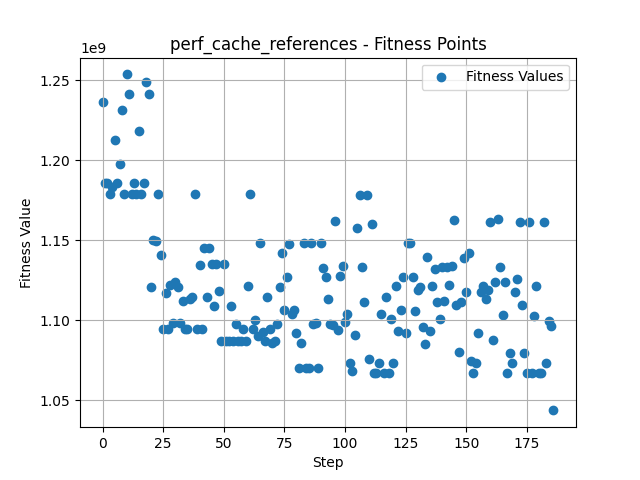 perf_cache_references - Fitness Points
1e9
Fitness Values
1.25
1.20
1.15
1.10
1.05
Fitness Value
0
25
50
75
100
125
150
175
Step